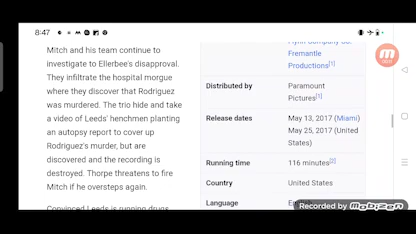 8:47
Mitch and his team continue to
investigate to Ellerbee's disapproval.
They infiltrate the hospital morgue
where they discover that Rodriguez
was murdered. The trio hide and take
a video of Leeds' henchmen planting
an autopsy report to cover up
Rodriguez's murder, but are
discovered and the recording is
destroyed. Thorpe threatens to fire
Mitch if he oversteps again.
Convinced Leeds is running drugs
Fremantle
Productions[1]
Distributed by Paramount
Pictures[1]
Release dates May 13, 2017 (Miami)
May 25, 2017 (United
States)
Running time 116 minutes[2]
Country United States
Language
Recorded by Mobizen